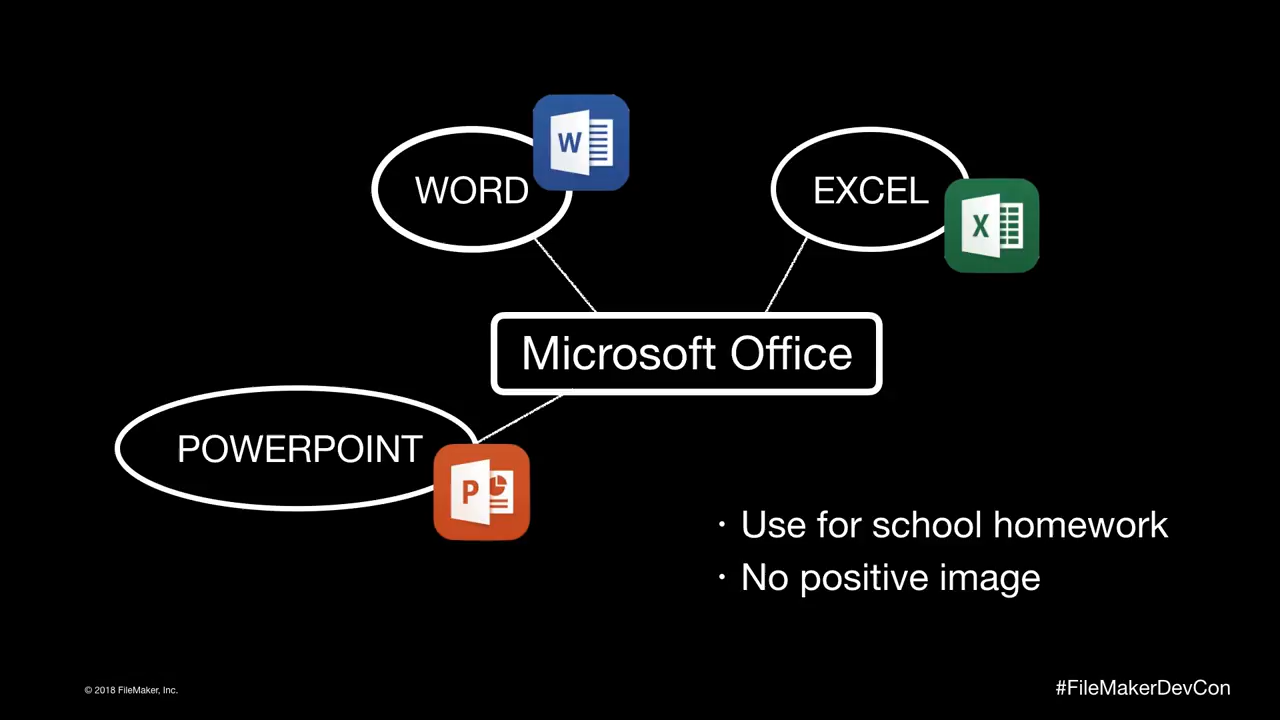 WORD
W
EXCEL
X
Microsoft Office
POWERPOINT
P
· Use for school homework
· No positive image
© 2018 FileMaker, Inc.
#FileMakerDevCon